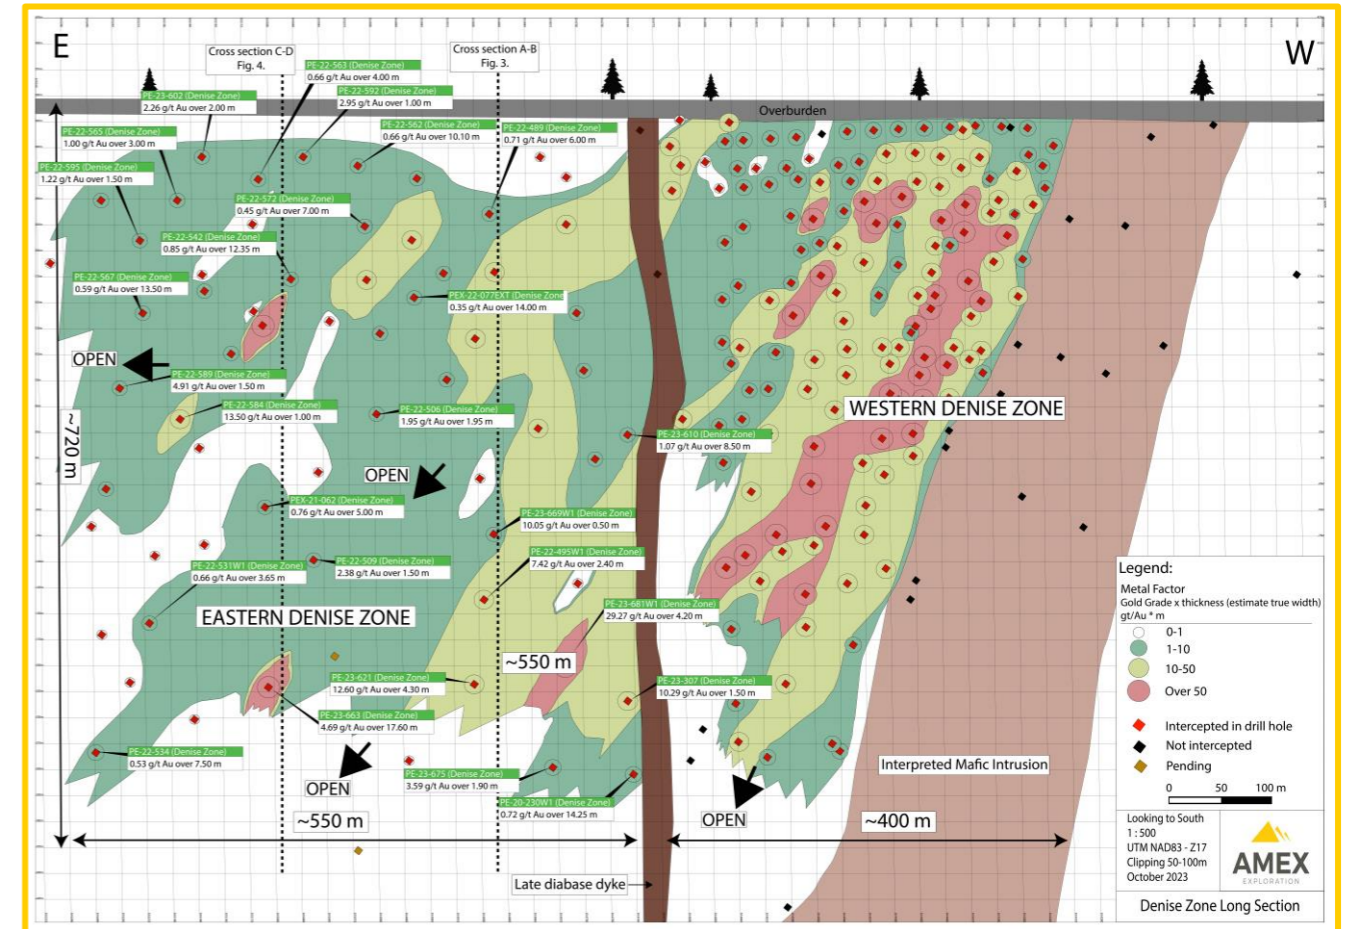 E
W
Cross section C-D
Fig. 4.
Cross section A-B
Fig. 3.
PE-22-563 (Denise Zone)
0.66 g/t Au over 4.00 m
PE-23-602 (Denise Zone)
2.26 g/t Au over 2.00 m
PE-22-592 (Denise Zone)
2.95 g/t Au over 1.00 m
Overburden
PE-22-565 (Denise Zone)
1.00 g/t Au over 3.00 m
PE-22-562 (Denise Zone)
0.66 g/t Au over 10.10 m
PE-22-489 (Denise Zone)
0.71 g/t Au over 6.00 m
PE-22-595 (Denise Zone)
1.22 g/t Au over 1.50 m
PE-22-572 (Denise Zone)
0.45 g/t Au over 7.00 m
PE-22-542 (Denise Zone)
0.85 g/t Au over 12.35 m
PE-22-567 (Denise Zone)
0.59 g/t Au over 13.50 m
PEX-22-077EXT (Denise Zone)
0.35 g/t Au over 14.00 m
OPEN
PE-22-589 (Denise Zone)
4.91 g/t Au over 1.50 m
PE-22-584 (Denise Zone)
13.50 g/t Au over 1.00 m
PE-22-506 (Denise Zone)
1.95 g/t Au over 1.95 m
WESTERN DENISE ZONE
~720 m
PE-23-610 (Denise Zone)
1.07 g/t Au over 8.50 m
OPEN
PEX-21-062 (Denise Zone)
0.76 g/t Au over 5.00 m
PE-23-669W1 (Denise Zone)
10.05 g/t Au over 0.50 m
PE-22-531W1 (Denise Zone)
0.66 g/t Au over 3.65 m
PE-22-509 (Denise Zone)
2.38 g/t Au over 1.50 m
PE-22-495W1 (Denise Zone)
7.42 g/t Au over 2.40 m
EASTERN DENISE ZONE
PE-23-681W1 (Denise Zone)
29.27 g/t Au over 4.20 m
~550 m
PE-23-621 (Denise Zone)
12.60 g/t Au over 4.30 m
PE-23-307 (Denise Zone)
10.29 g/t Au over 1.50 m
PE-23-663 (Denise Zone)
4.69 g/t Au over 17.60 m
PE-22-534 (Denise Zone)
0.53 g/t Au over 7.50 m
PE-23-675 (Denise Zone)
3.59 g/t Au over 1.90 m
OPEN
PE-20-230W1 (Denise Zone)
0.72 g/t Au over 14.25 m
~550 m
OPEN
~400 m
Interpreted Mafic Intrusion
Late diabase dyke
Legend:
Metal Factor
Gold Grade x thickness (estimate true width)
gt/Au * m
0-1
1-10
10-50
Over 50
Intercepted in drill hole
Not intercepted
Pending
0 50 100 m
Looking to South
1 : 500
UTM NAD83 - Z17
Clipping 50-100m
October 2023
AMEX
EXPLORATION
Denise Zone Long Section